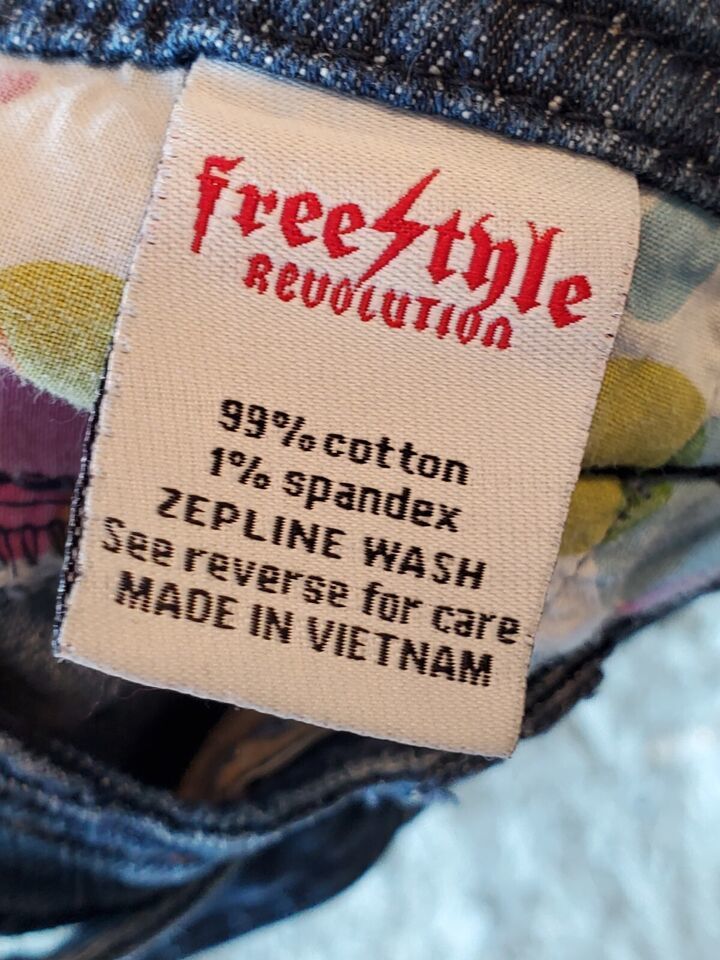 freestyle
REVOLUTION
99% cotton
1% spandex
ZEPLINE WASH
See reverse for care
MADE IN VIETNAM